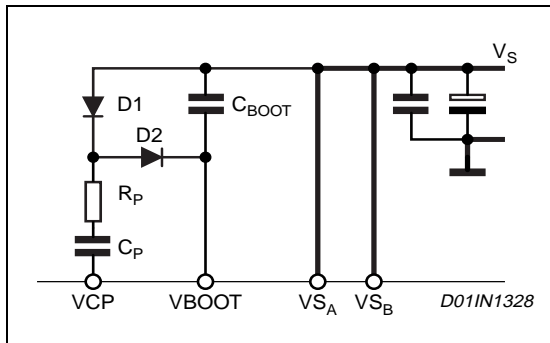 V_S
D1
C_BOOT
D2
R_P
C_P
VCP VBOOT VS_A VS_B D01IN1328